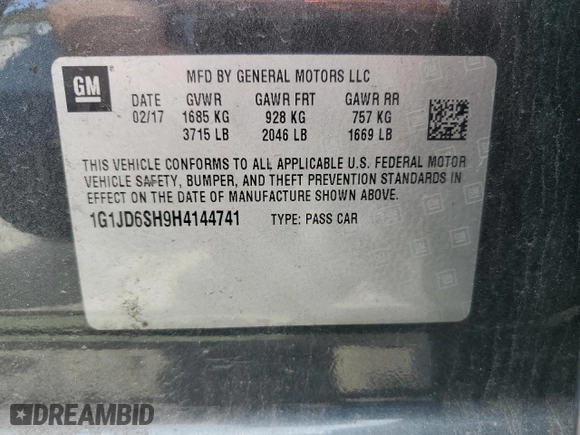 GM
MFD BY GENERAL MOTORS LLC
DATE GVWR GAWR FRT GAWR RR
02/17 1685 KG 928 KG 757 KG
3715 LB 2046 LB 1669 LB
THIS VEHICLE CONFORMS TO ALL APPLICABLE U.S. FEDERAL MOTOR
VEHICLE SAFETY, BUMPER, AND THEFT PREVENTION STANDARDS IN
EFFECT ON THE DATE OF MANUFACTURE SHOWN ABOVE.
1G1JD6SH9H4144741 TYPE: PASS CAR
DREAMBID